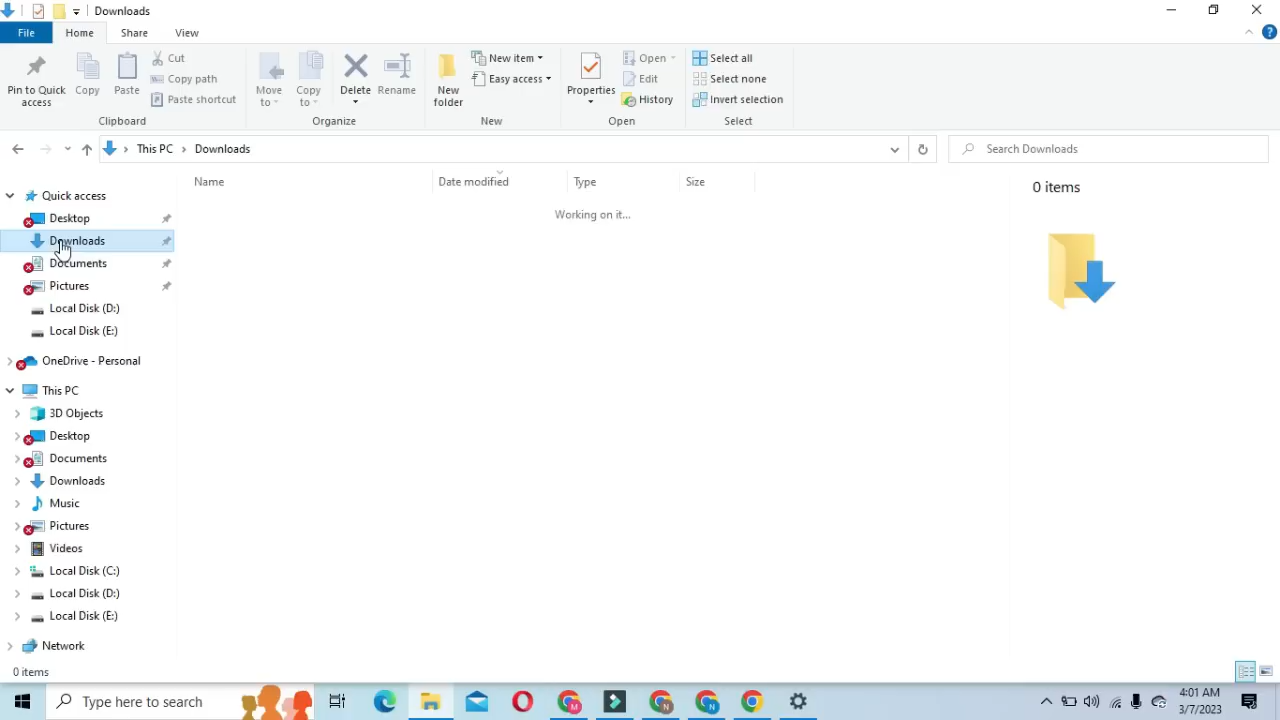 Downloads
File Home Share View
Pin to Quick access
Copy
Paste
Cut
Copy path
Paste shortcut
Clipboard
Move to
Copy to
Delete
Rename
Organize
New folder
New item
Easy access
New
Properties
Open
Edit
History
Open
Select all
Select none
Invert selection
Select
This PC > Downloads
Search Downloads
Name Date modified Type Size
Working on it...
0 items
Quick access
Desktop
Downloads
Documents
Pictures
Local Disk (D:)
Local Disk (E:)
OneDrive - Personal
This PC
3D Objects
Desktop
Documents
Downloads
Music
Pictures
Videos
Local Disk (C:)
Local Disk (D:)
Local Disk (E:)
Network
0 items
Type here to search
M
N
N
4:01 AM
3/7/2023